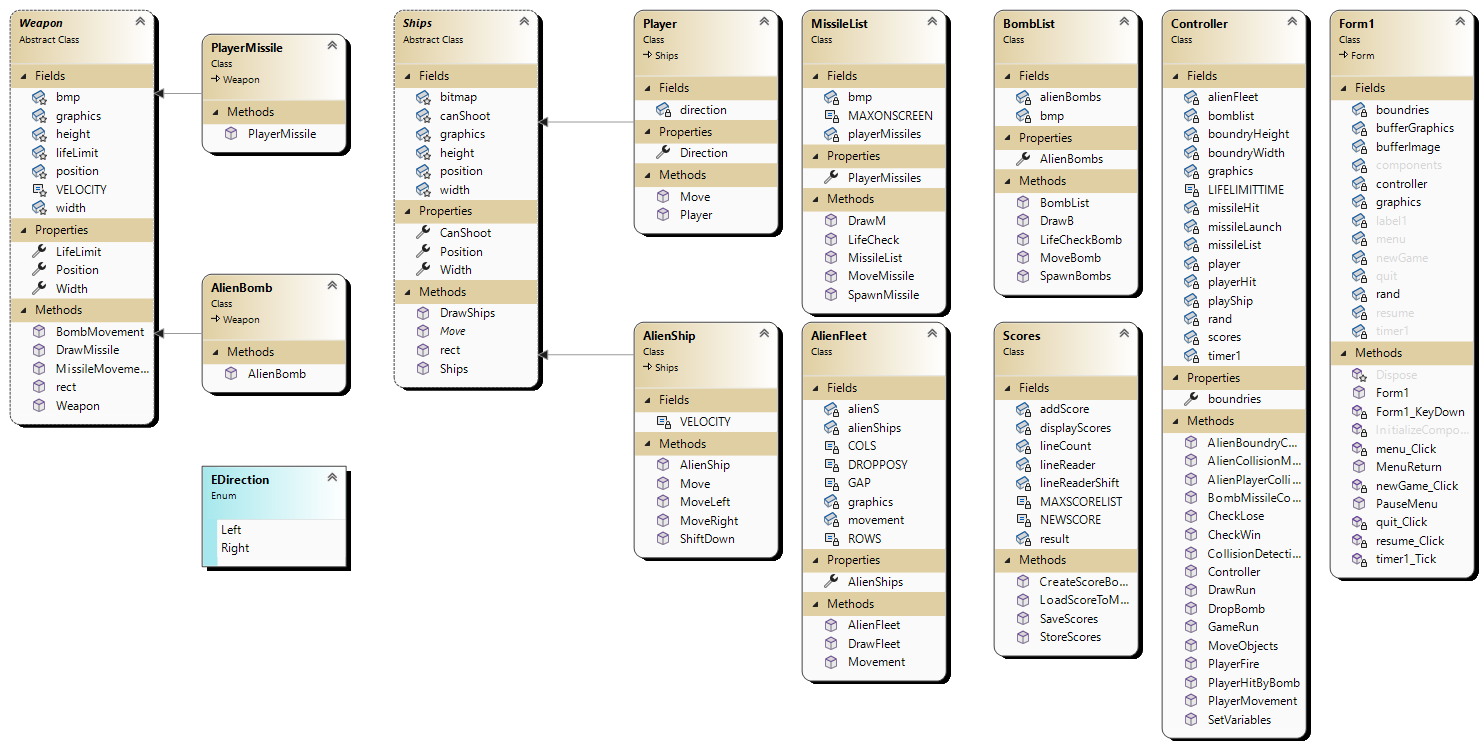 Weapon
Abstract Class
Fields
bmp
graphics
height
lifeLimit
position
VELOCITY
width
Properties
LifeLimit
Position
Width
Methods
BombMovement
DrawMissile
MissileMoveme...
rect
Weapon
PlayerMissile
Class
Weapon
Methods
PlayerMissile
AlienBomb
Class
Weapon
Methods
AlienBomb
EDirection
Enum
Left
Right
Ships
Abstract Class
Fields
bitmap
canShoot
graphics
height
position
width
Properties
CanShoot
Position
Width
Methods
DrawShips
Move
rect
Ships
Player
Class
Ships
Fields
direction
Properties
Direction
Methods
Move
Player
AlienShip
Class
Ships
Fields
VELOCITY
Methods
AlienShip
Move
MoveLeft
MoveRight
ShiftDown
MissileList
Class
Fields
bmp
MAXONSCREEN
playerMissiles
Properties
PlayerMissiles
Methods
DrawM
LifeCheck
MissileList
MoveMissile
SpawnMissile
AlienFleet
Class
Fields
alienS
alienShips
COLS
DROPPOSY
GAP
graphics
movement
ROWS
Properties
AlienShips
Methods
AlienFleet
DrawFleet
Movement
BombList
Class
Fields
alienBombs
bmp
Properties
AlienBombs
Methods
BombList
DrawB
LifeCheckBomb
MoveBomb
SpawnBombs
Scores
Class
Fields
addScore
displayScores
lineCount
lineReader
lineReaderShift
MAXSCORELIST
NEWSCORE
result
Methods
CreateScoreBo...
LoadScoreToM...
SaveScores
StoreScores
Controller
Class
Fields
alienFleet
bomblist
boundryHeight
boundryWidth
graphics
LIFELIMITTIME
missileHit
missileLaunch
missileList
player
playerHit
playShip
rand
scores
timer1
Properties
boundries
Methods
AlienBoundryC...
AlienCollisionM...
AlienPlayerColli...
BombMissileCo...
CheckLose
CheckWin
CollisionDetecti...
Controller
DrawRun
DropBomb
GameRun
MoveObjects
PlayerFire
PlayerHitByBomb
PlayerMovement
SetVariables
Form1
Class
Form
Fields
boundries
bufferGraphics
bufferImage
components
controller
graphics
label1
menu
newGame
quit
rand
resume
timer1
Methods
Dispose
Form1
Form1_KeyDown
InitializeCompo...
menu_Click
MenuReturn
newGame_Click
PauseMenu
quit_Click
resume_Click
timer1_Tick